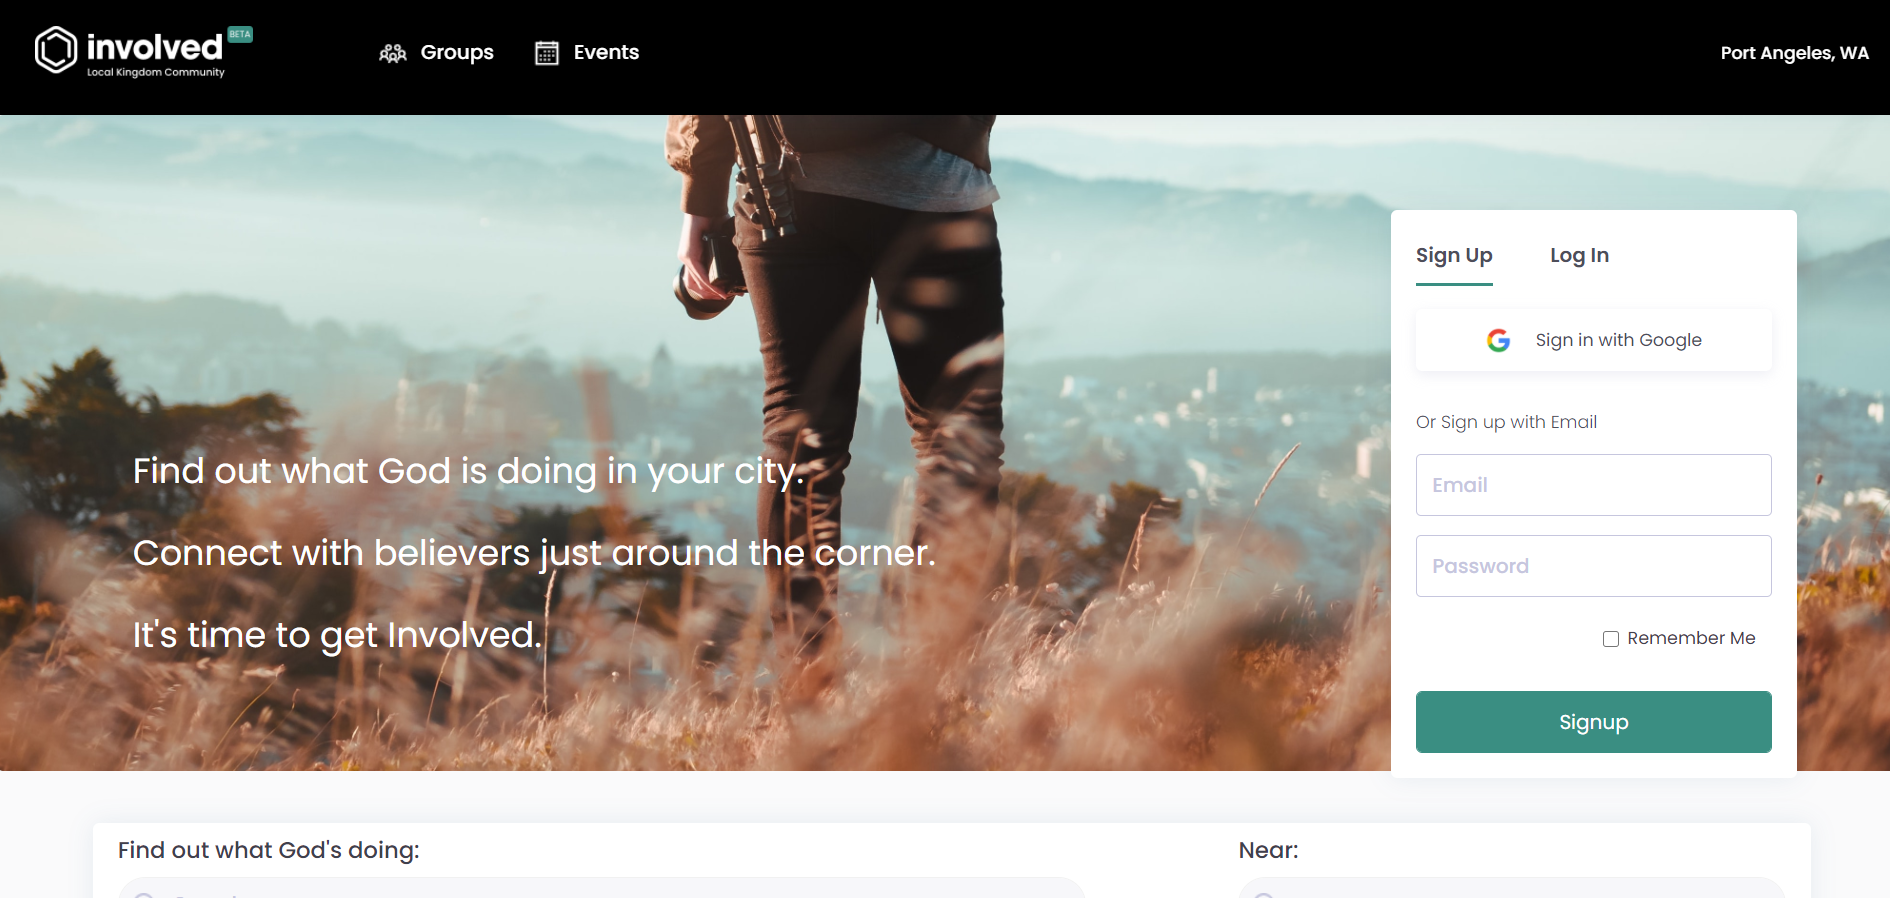 involved BETA
Local Kingdom Community
Groups
Events
Port Angeles, WA
Find out what God is doing in your city.
Connect with believers just around the corner.
It's time to get Involved.
Sign Up
Log In
Sign in with Google
Or Sign up with Email
Email
Password
Remember Me
Signup
Find out what God's doing:
Near: